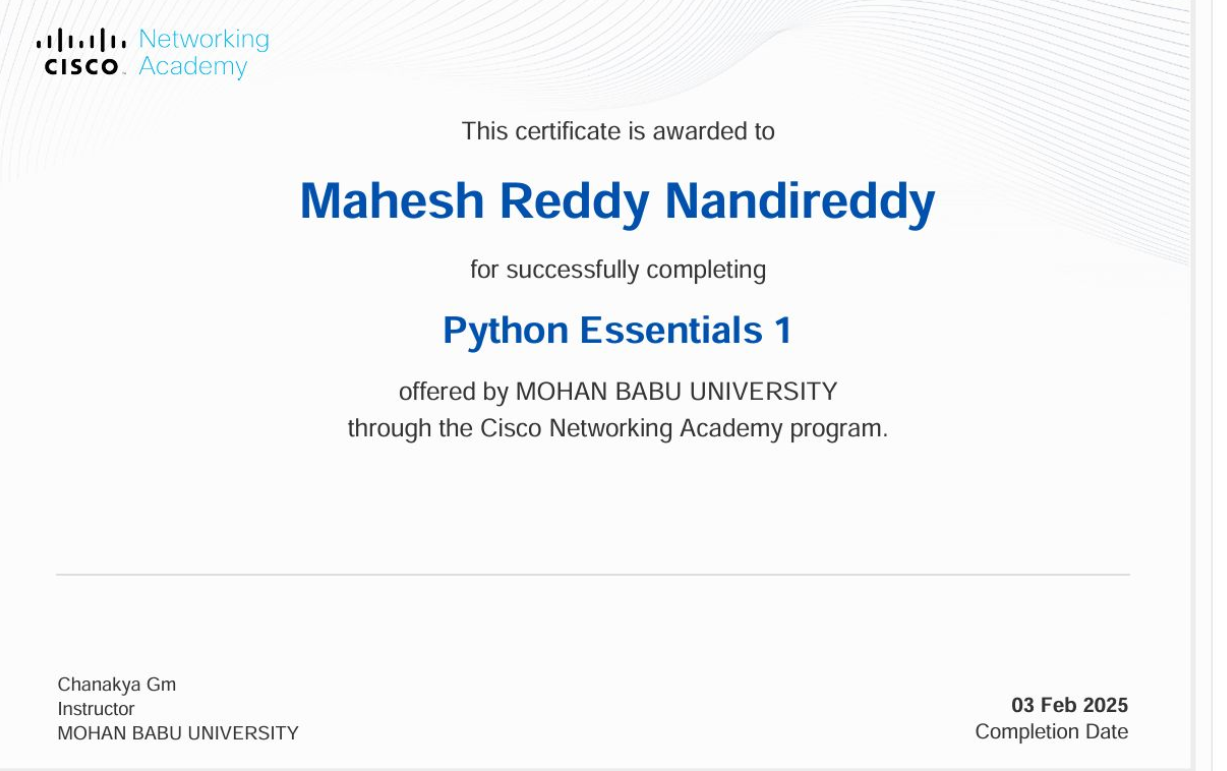 Networking
CISCO Academy
This certificate is awarded to
Mahesh Reddy Nandireddy
for successfully completing
Python Essentials 1
offered by MOHAN BABU UNIVERSITY
through the Cisco Networking Academy program.
Chanakya Gm
Instructor
MOHAN BABU UNIVERSITY
03 Feb 2025
Completion Date